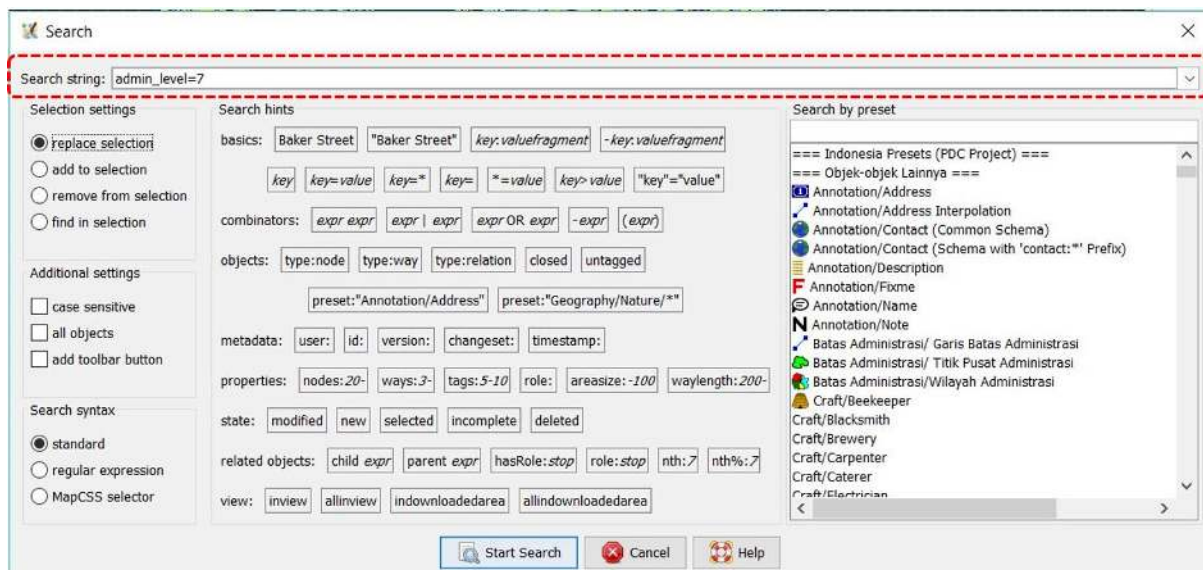 Search
Search string: admin_level=7
Selection settings
replace selection
add to selection
remove from selection
find in selection
Additional settings
case sensitive
all objects
add toolbar button
Search syntax
standard
regular expression
MapCSS selector
Search hints
basics: Baker Street "Baker Street" key:valuefragment -key:valuefragment
key key=value key=* key= *=value key>value "key"="value"
combinators: expr expr expr | expr expr OR expr -expr (expr)
objects: type:node type:way type:relation closed untagged
preset:"Annotation/Address" preset:"Geography/Nature/*"
metadata: user: id: version: changeset: timestamp:
properties: nodes:20- ways:3- tags:5-10 role: areasize:-100 waylength:200-
state: modified new selected incomplete deleted
related objects: child expr parent expr hasRole:stop role:stop nth:7 nth%:7
view: inview allinview indownloadedarea allindownloadedarea
Search by preset
=== Indonesia Presets (PDC Project) ===
=== Objek-objek Lainnya ===
Annotation/Address
Annotation/Address Interpolation
Annotation/Contact (Common Schema)
Annotation/Contact (Schema with 'contact:*' Prefix)
Annotation/Description
Annotation/Fixme
Annotation/Name
Annotation/Note
Batas Administrasi/ Garis Batas Administrasi
Batas Administrasi/ Titik Pusat Administrasi
Batas Administrasi/Wilayah Administrasi
Craft/Beekeeper
Craft/Blacksmith
Craft/Brewery
Craft/Carpenter
Craft/Caterer
Craft/Electrician
Start Search
Cancel
Help